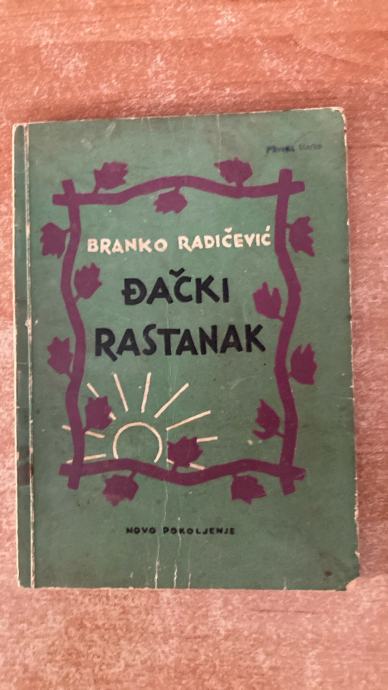 BRANKO RADIČEVIĆ
ĐAČKI
RASTANAK
NOVO POKOLJENJE